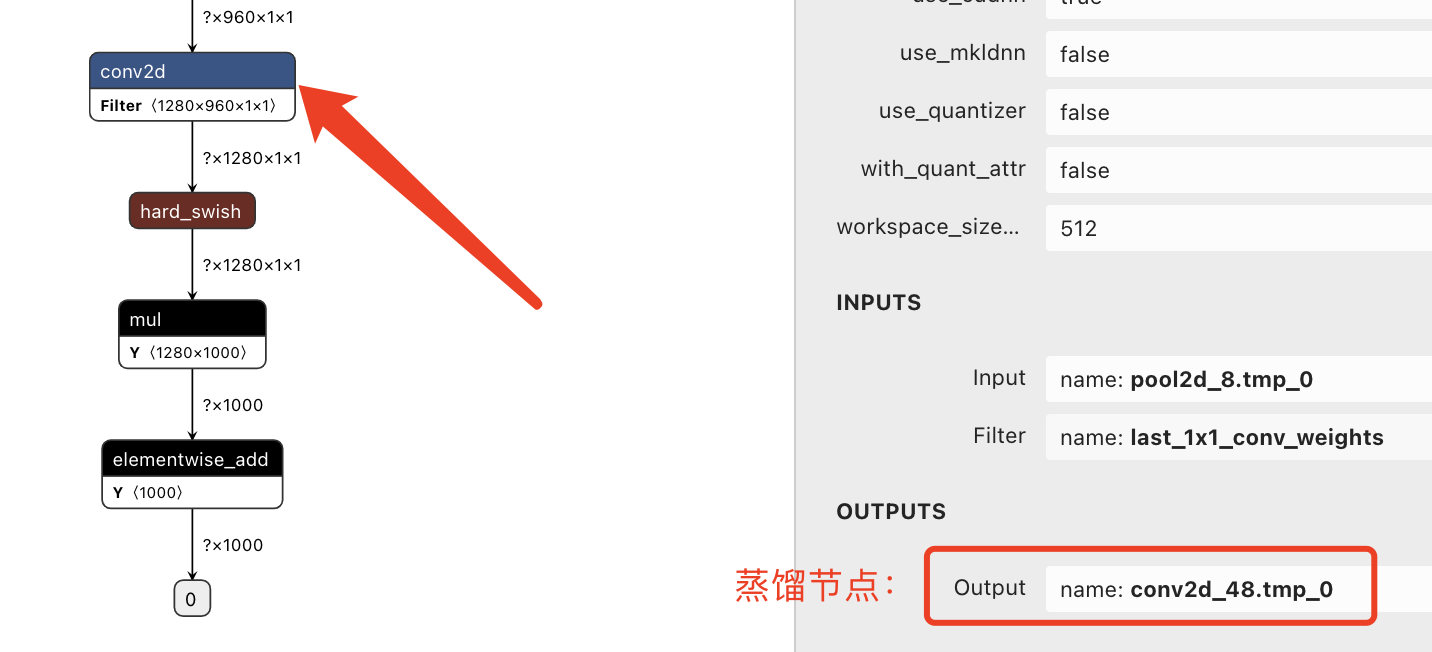 ?×960×1×1
conv2d
Filter ⟨1280×960×1×1⟩
?×1280×1×1
hard_swish
?×1280×1×1
mul
Y ⟨1280×1000⟩
?×1000
elementwise_add
Y ⟨1000⟩
?×1000
0
true
use_mkldnn false
use_quantizer false
with_quant_attr false
workspace_size... 512
INPUTS
Input name: pool2d_8.tmp_0
Filter name: last_1x1_conv_weights
OUTPUTS
蒸馏节点: Output name: conv2d_48.tmp_0